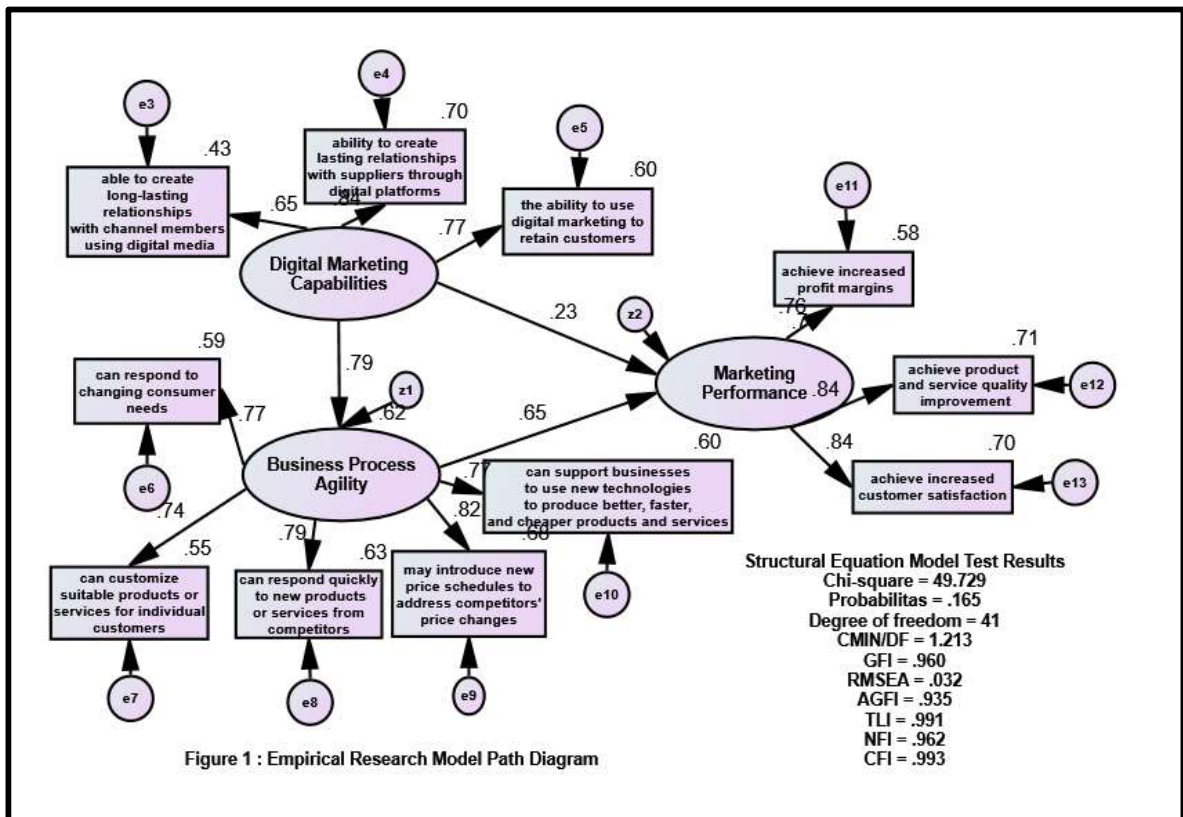 e4
e3
.70
.43
ability to create
lasting relationships
with suppliers through
digital platforms
e5
.60
able to create
long-lasting
relationships
with channel members
using digital media
.65
.84
the ability to use
digital marketing to
retain customers
.77
e11
.58
achieve increased
profit margins
Digital Marketing
Capabilities
.23
z2
.76
.71
.59
can respond to
changing consumer
needs
.79
z1
.62
Marketing
Performance
.84
achieve product
and service quality
improvement
e12
.77
.65
.84
.70
e6
Business Process
Agility
.77
.60
can support businesses
to use new technologies
to produce better, faster,
and cheaper products and services
achieve increased
customer satisfaction
e13
.74
.79
.82
.68
.55
.63
can customize
suitable products or
services for individual
customers
can respond quickly
to new products
or services from
competitors
may introduce new
price schedules to
address competitors'
price changes
e10
e7
e8
e9
Structural Equation Model Test Results
Chi-square = 49.729
Probabilitas = .165
Degree of freedom = 41
CMIN/DF = 1.213
GFI = .960
RMSEA = .032
AGFI = .935
TLI = .991
NFI = .962
CFI = .993
Figure 1 : Empirical Research Model Path Diagram